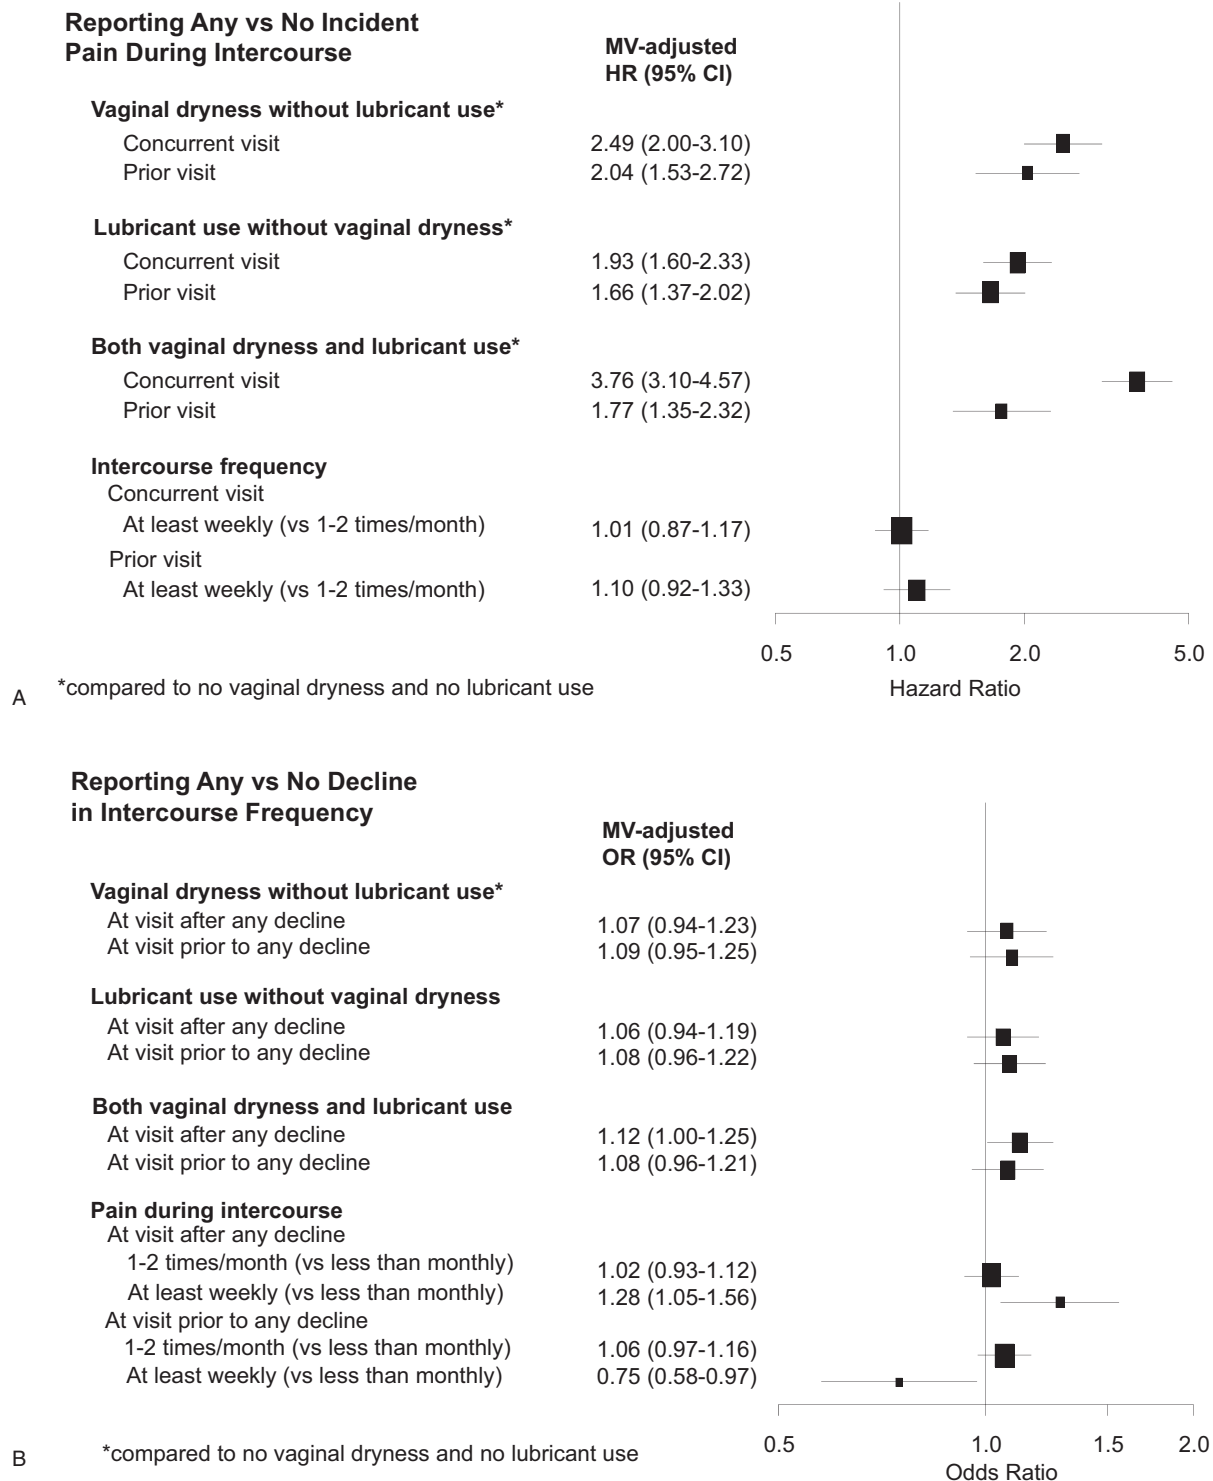 Reporting Any vs No Incident
Pain During Intercourse
MV-adjusted
HR (95% CI)
Vaginal dryness without lubricant use*
Concurrent visit 2.49 (2.00-3.10)
Prior visit 2.04 (1.53-2.72)
Lubricant use without vaginal dryness*
Concurrent visit 1.93 (1.60-2.33)
Prior visit 1.66 (1.37-2.02)
Both vaginal dryness and lubricant use*
Concurrent visit 3.76 (3.10-4.57)
Prior visit 1.77 (1.35-2.32)
Intercourse frequency
Concurrent visit
At least weekly (vs 1-2 times/month) 1.01 (0.87-1.17)
Prior visit
At least weekly (vs 1-2 times/month) 1.10 (0.92-1.33)
0.5 1.0 2.0 5.0
Hazard Ratio
A *compared to no vaginal dryness and no lubricant use
Reporting Any vs No Decline
in Intercourse Frequency
MV-adjusted
OR (95% CI)
Vaginal dryness without lubricant use*
At visit after any decline 1.07 (0.94-1.23)
At visit prior to any decline 1.09 (0.95-1.25)
Lubricant use without vaginal dryness
At visit after any decline 1.06 (0.94-1.19)
At visit prior to any decline 1.08 (0.96-1.22)
Both vaginal dryness and lubricant use
At visit after any decline 1.12 (1.00-1.25)
At visit prior to any decline 1.08 (0.96-1.21)
Pain during intercourse
At visit after any decline
1-2 times/month (vs less than monthly) 1.02 (0.93-1.12)
At least weekly (vs less than monthly) 1.28 (1.05-1.56)
At visit prior to any decline
1-2 times/month (vs less than monthly) 1.06 (0.97-1.16)
At least weekly (vs less than monthly) 0.75 (0.58-0.97)
0.5 1.0 1.5 2.0
Odds Ratio
B *compared to no vaginal dryness and no lubricant use